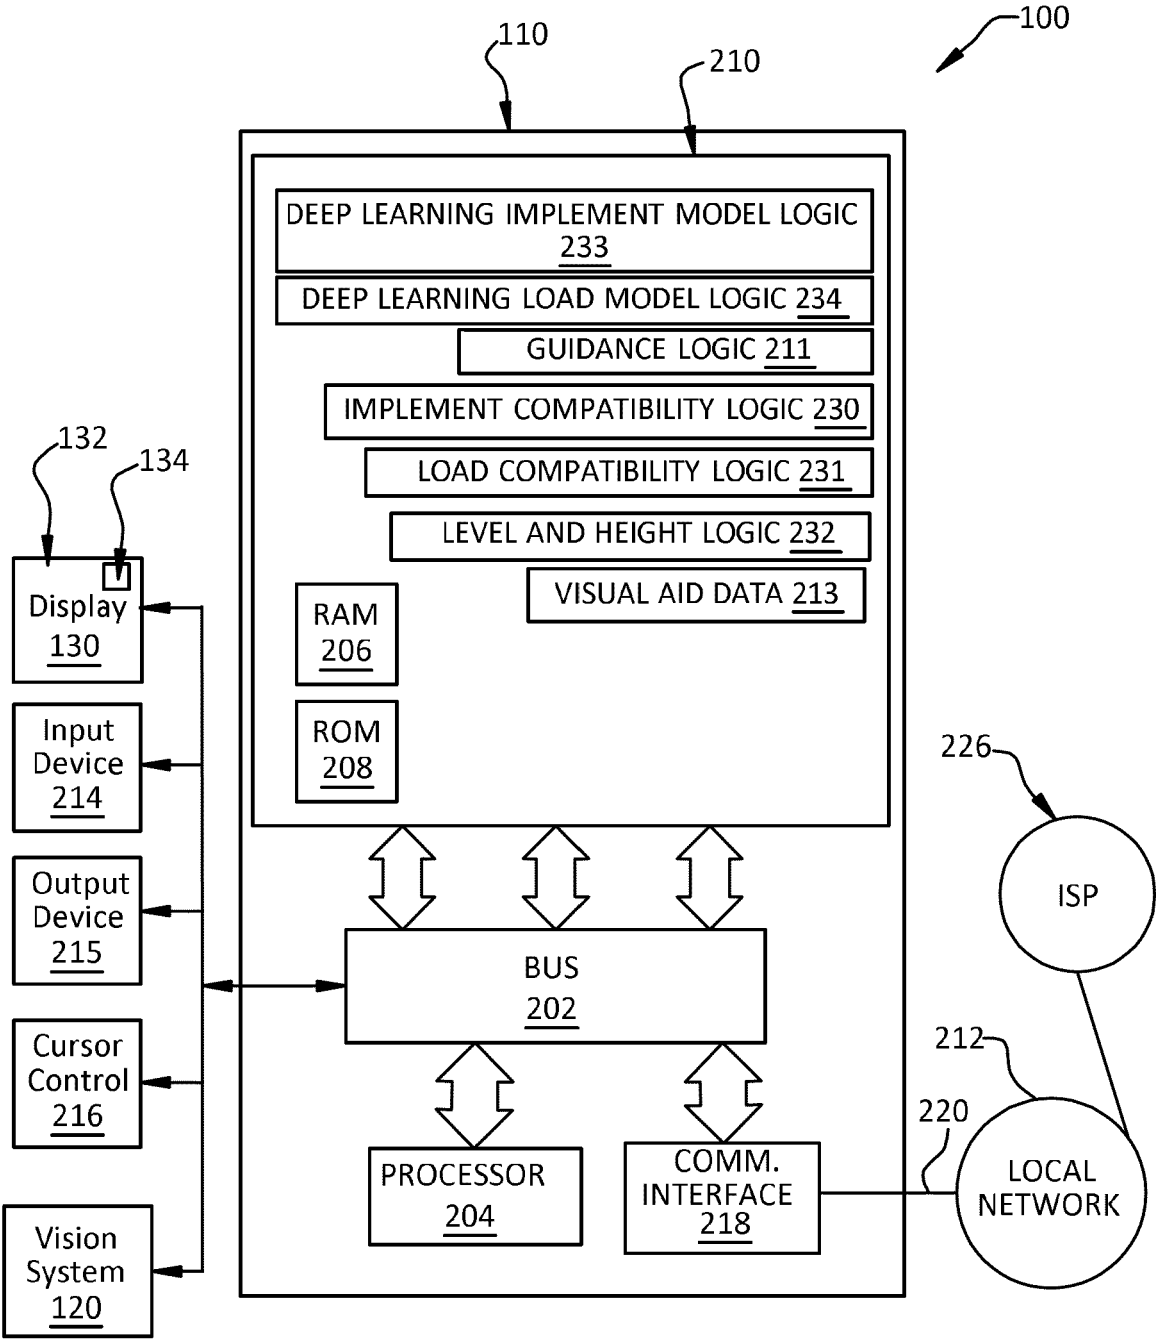 100
110
210
DEEP LEARNING IMPLEMENT MODEL LOGIC
233
DEEP LEARNING LOAD MODEL LOGIC 234
GUIDANCE LOGIC 211
IMPLEMENT COMPATIBILITY LOGIC 230
LOAD COMPATIBILITY LOGIC 231
LEVEL AND HEIGHT LOGIC 232
VISUAL AID DATA 213
RAM
206
ROM
208
132
134
Display
130
Input
Device
214
Output
Device
215
Cursor
Control
216
Vision
System
120
BUS
202
PROCESSOR
204
COMM.
INTERFACE
218
226
ISP
212
220
LOCAL
NETWORK